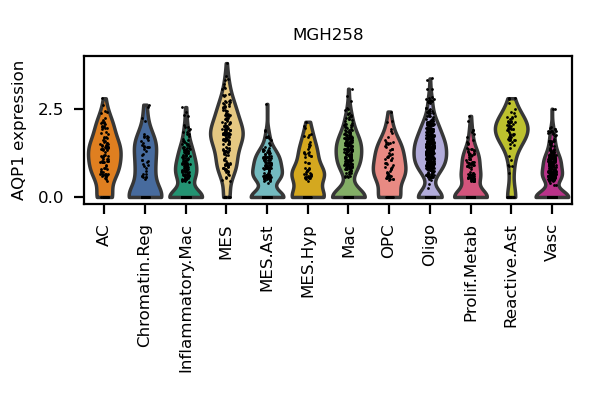 MGH258
AQP1 expression
2.5
0.0
AC
Chromatin.Reg
Inflammatory.Mac
MES
MES.Ast
MES.Hyp
Mac
OPC
Oligo
Prolif.Metab
Reactive.Ast
Vasc